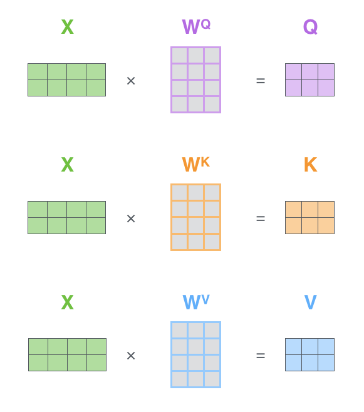 X W^Q Q
× =
X W^K K
× =
X W^V V
× =